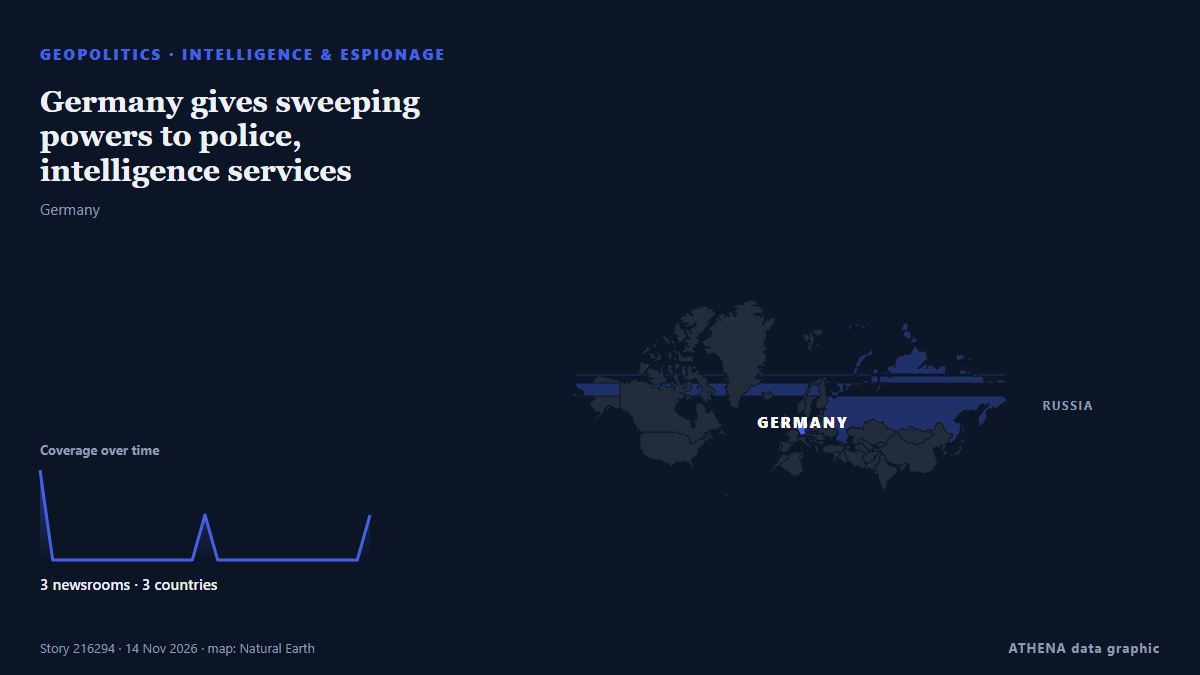 GEOPOLITICS · INTELLIGENCE & ESPIONAGE
Germany gives sweeping
powers to police,
intelligence services
Germany
GERMANY
RUSSIA
Coverage over time
3 newsrooms · 3 countries
Story 216294 · 14 Nov 2026 · map: Natural Earth
ATHENA data graphic